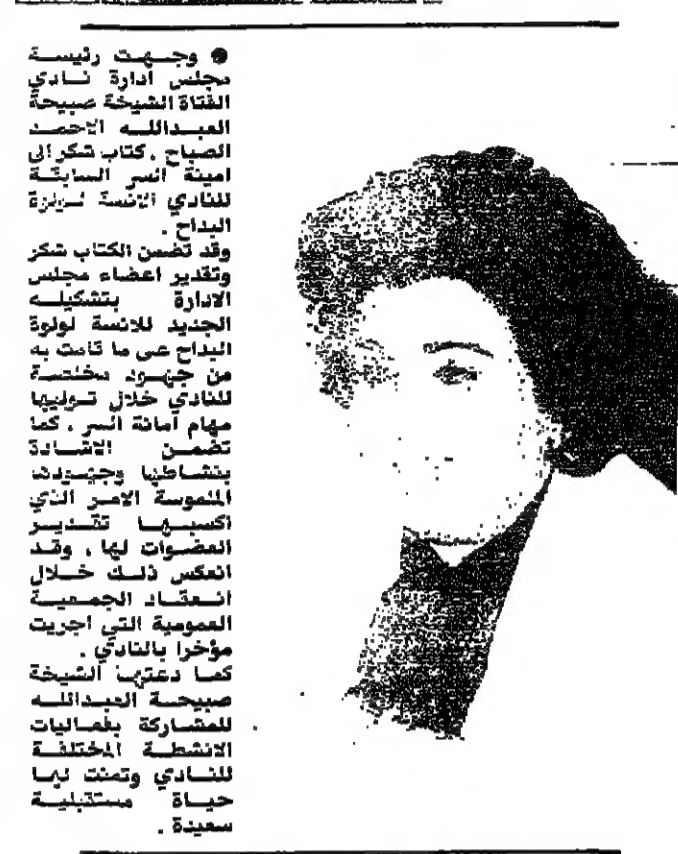 ● وجهت رئيسة
مجلس ادارة نادي
الفتاة الشيخة صبيحة
العبدالله الاحمد
الصباح ، كتاب شكر الى
امينة السر السابقة
للنادي الانسة لولوة
البداح .
وقد تضمن الكتاب شكر
وتقدير اعضاء مجلس
الادارة بتشكيله
الجديد للانسة لولوة
البداح على ما قامت به
من جهود مخلصة
للنادي خلال توليها
مهام امانة السر ، كما
تضمن الاشادة
بنشاطها وجهودها
الملموسة الامر الذي
اكسبها تقدير
العضوات لها ، وقد
انعكس ذلك خلال
انعقاد الجمعية
العمومية التي اجريت
مؤخرا بالنادي .
كما دعتها الشيخة
صبيحة العبدالله
للمشاركة بفعاليات
الانشطة المختلفة
للنادي وتمنت لها
حياة مستقبلية
سعيدة .